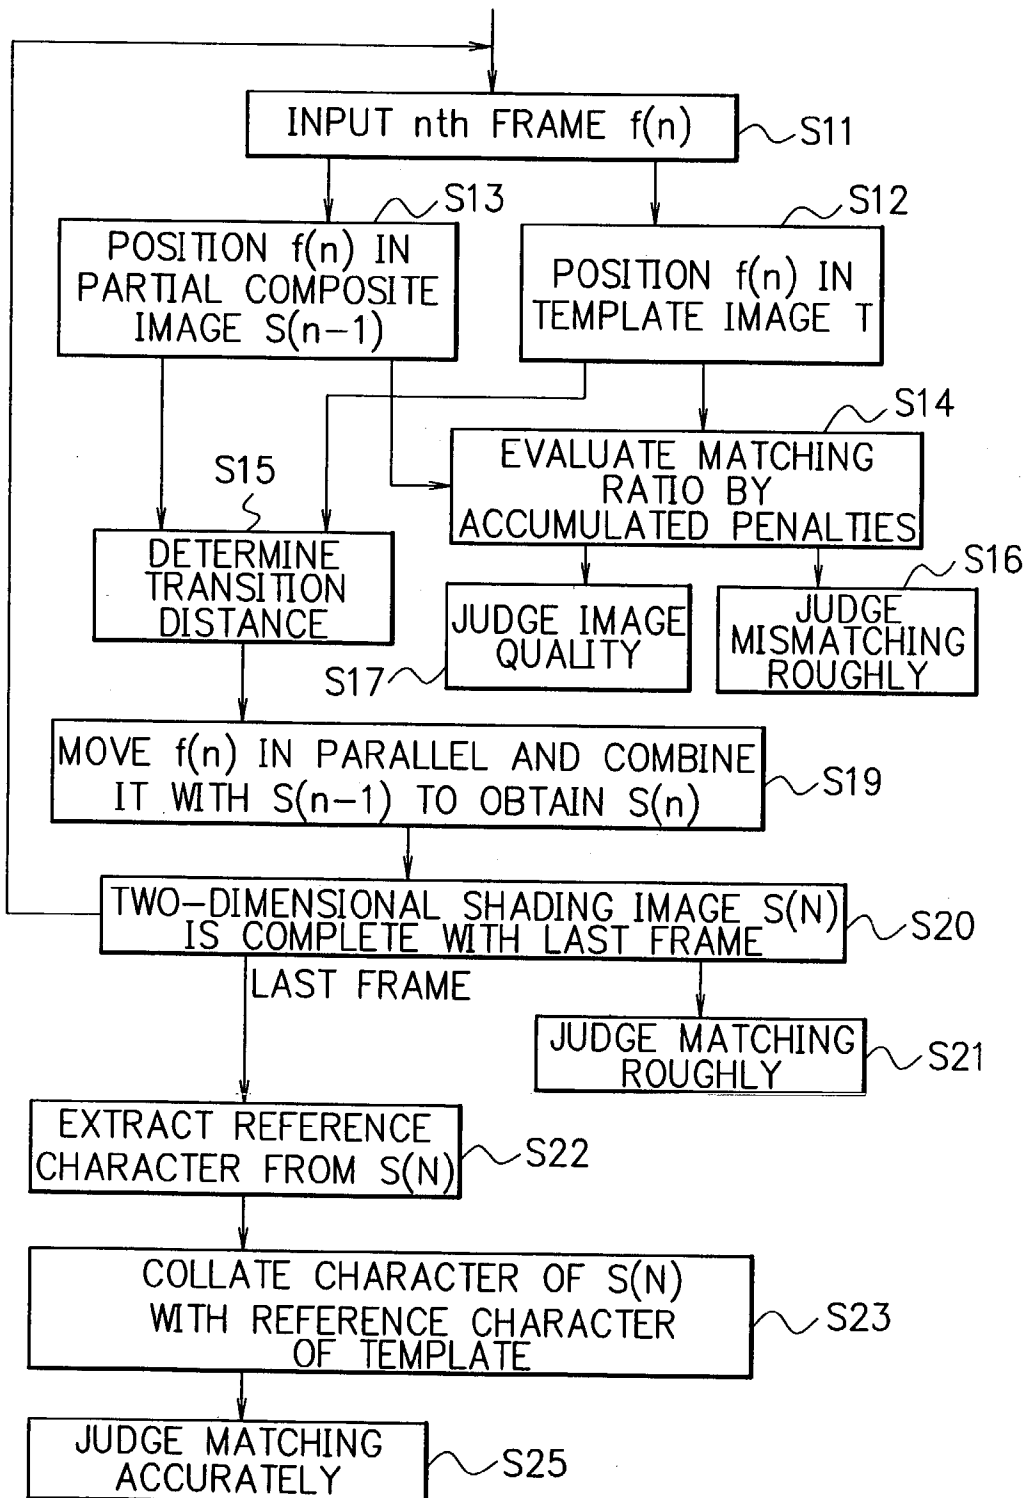 INPUT nth FRAME f(n)
S11
S13
S12
POSITION f(n) IN
PARTIAL COMPOSITE
IMAGE S(n-1)
POSITION f(n) IN
TEMPLATE IMAGE T
S14
EVALUATE MATCHING
RATIO BY
ACCUMULATED PENALTIES
S15
DETERMINE
TRANSITION
DISTANCE
S16
JUDGE IMAGE
QUALITY
S17
JUDGE
MISMATCHING
ROUGHLY
MOVE f(n) IN PARALLEL AND COMBINE
IT WITH S(n-1) TO OBTAIN S(n)
S19
TWO-DIMENSIONAL SHADING IMAGE S(N)
IS COMPLETE WITH LAST FRAME
S20
LAST FRAME
JUDGE MATCHING
ROUGHLY
S21
EXTRACT REFERENCE
CHARACTER FROM S(N)
S22
COLLATE CHARACTER OF S(N)
WITH REFERENCE CHARACTER
OF TEMPLATE
S23
JUDGE MATCHING
ACCURATELY
S25